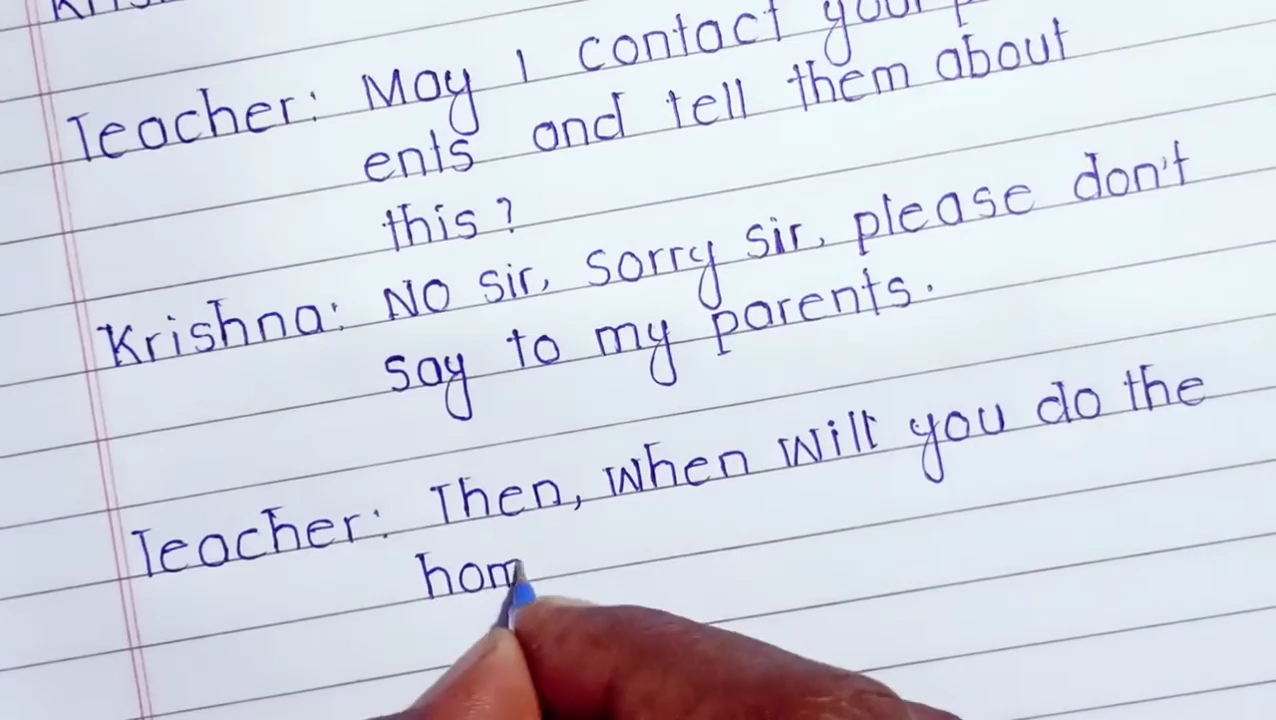 Teacher: May I contact your
ents and tell them about
this?
Krishna: No sir, sorry sir, please don't
say to my parents.
Teacher: Then, when will you do the
hom